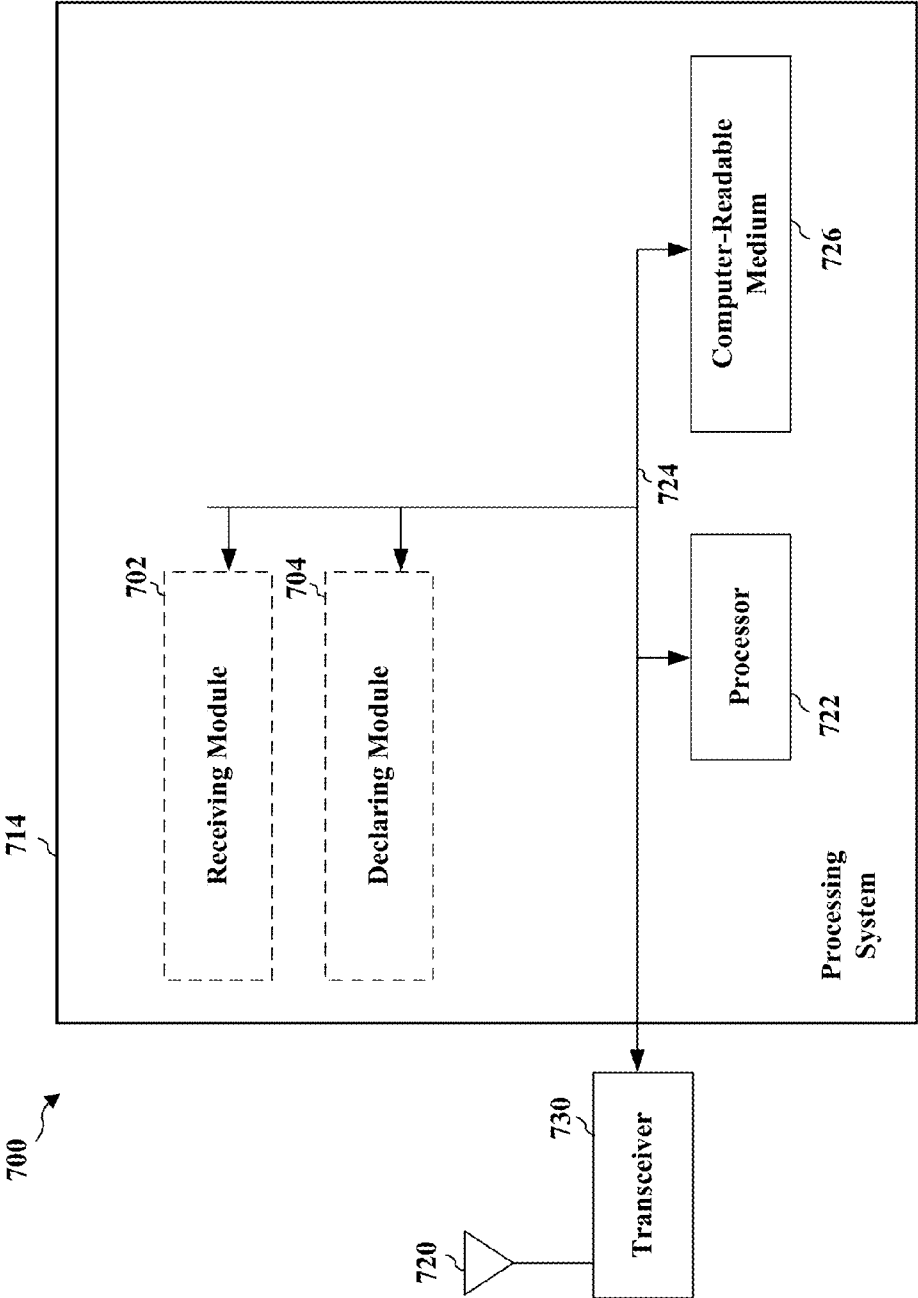 700
714
702
Receiving Module
704
Declaring Module
724
720
730
Transceiver
Processor
722
Computer-Readable
Medium
726
Processing
System